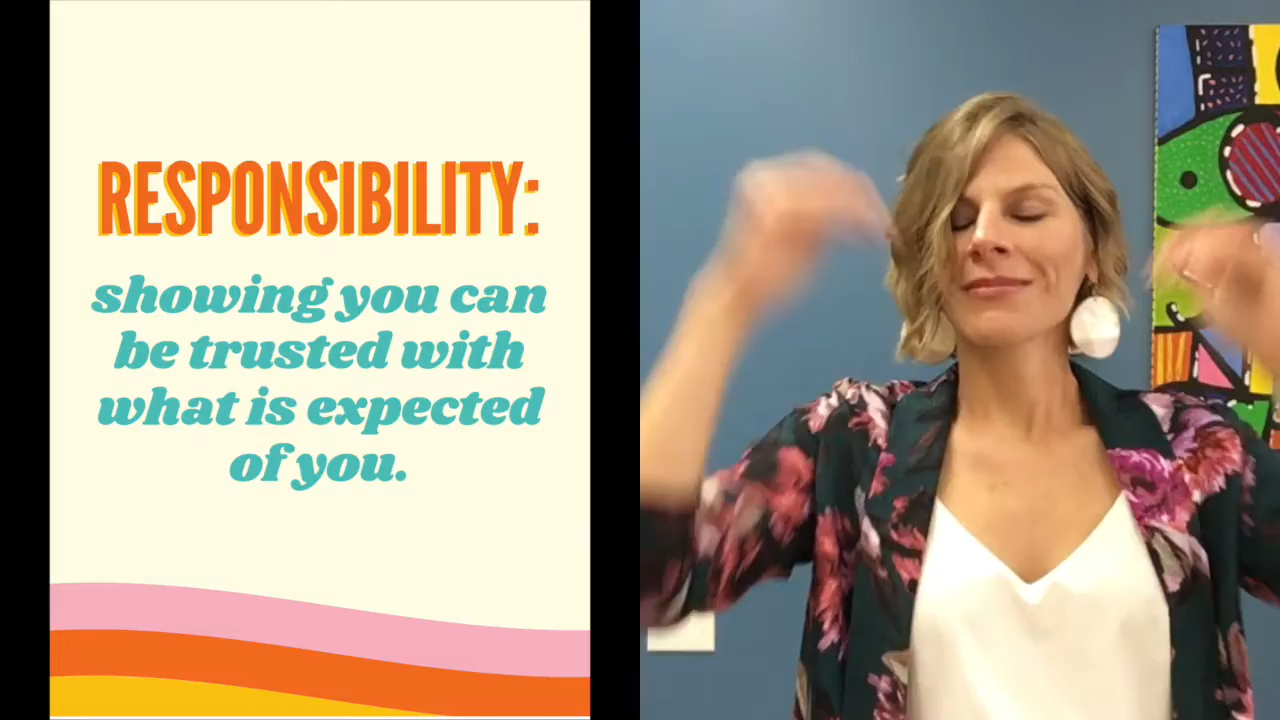 RESPONSIBILITY:
showing you can
be trusted with
what is expected
of you.